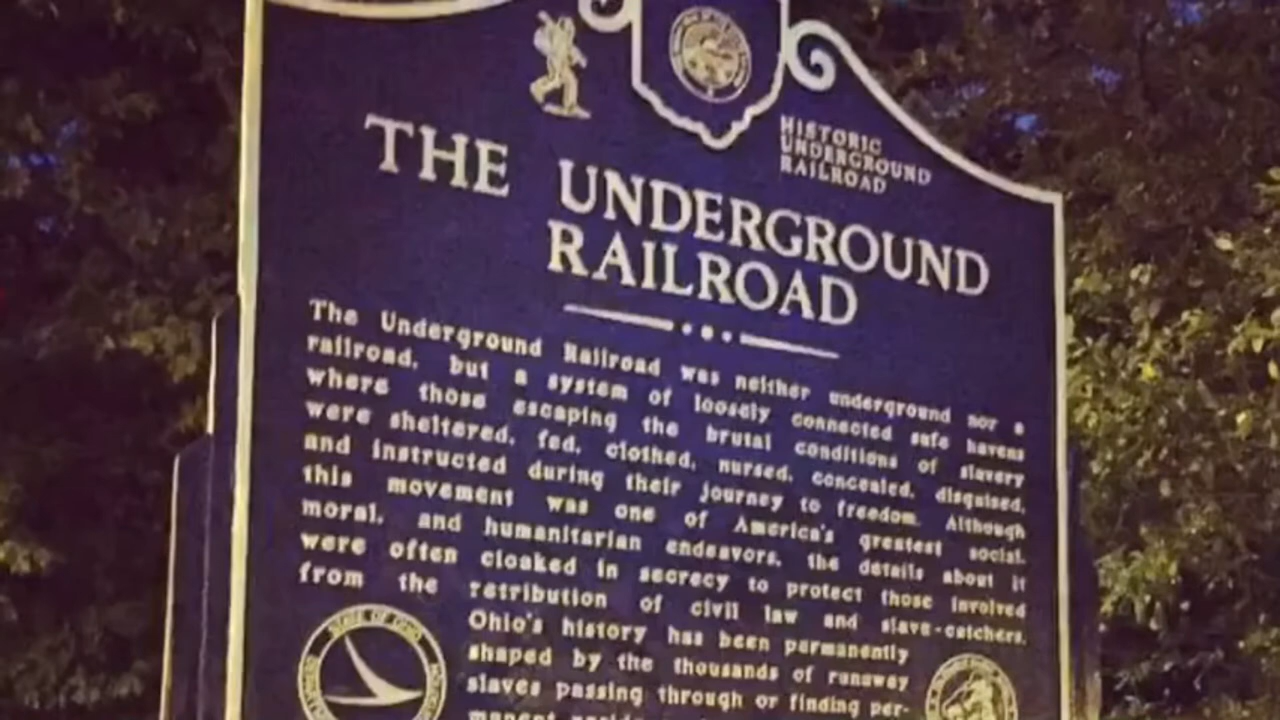 HISTORIC
UNDERGROUND
RAILROAD
THE UNDERGROUND
RAILROAD
The Underground Railroad was neither underground nor a
railroad, but a system of loosely connected safe havens
where those escaping the brutal conditions of slavery
were sheltered, fed, clothed, nursed, concealed, disguised,
and instructed during their journey to freedom. Although
this movement was one of America's greatest social,
moral, and humanitarian endeavors, the details about it
were often cloaked in secrecy to protect those involved
from the retribution of civil law and slave-catchers.
Ohio's history has been permanently
shaped by the thousands of runaway
slaves passing through or finding per-
STATE OF OHIO